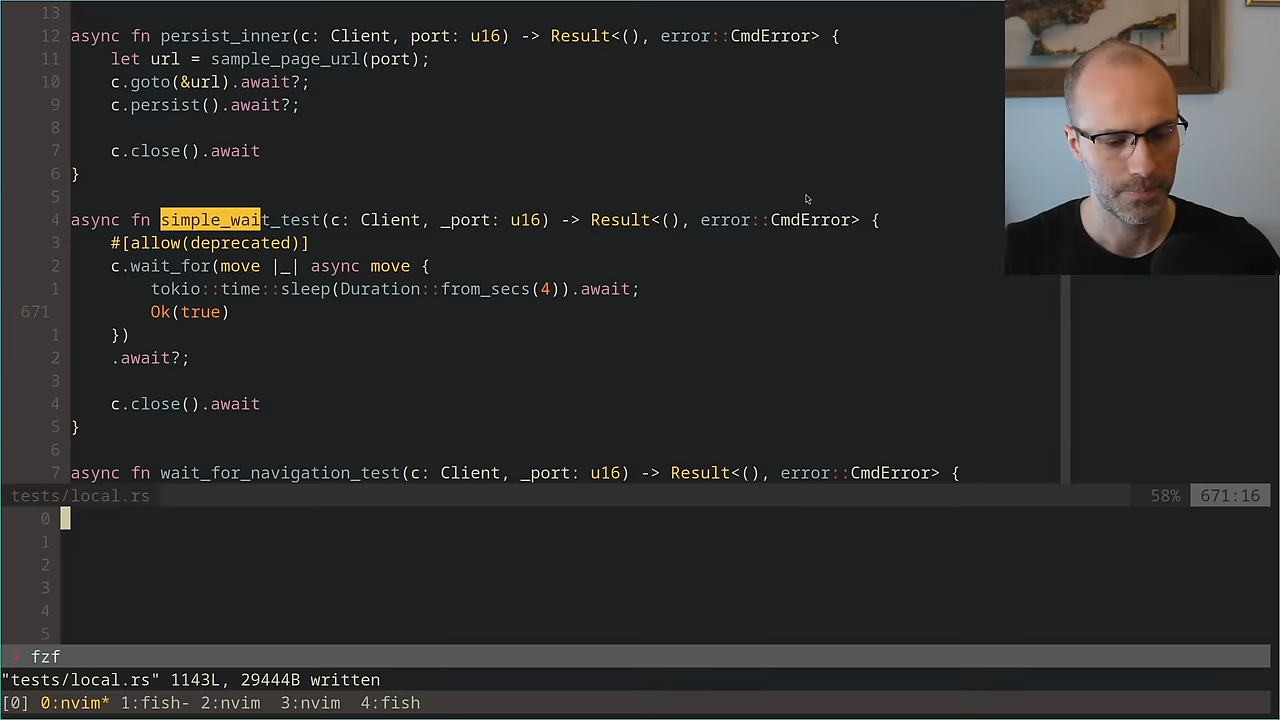 13
12 async fn persist_inner(c: Client, port: u16) -> Result<(), error::CmdError> {
11     let url = sample_page_url(port);
10     c.goto(&url).await?;
9     c.persist().await?;
8
7     c.close().await
6 }
5
4 async fn simple_wait_test(c: Client, _port: u16) -> Result<(), error::CmdError> {
3     #[allow(deprecated)]
2     c.wait_for(move |_| async move {
1         tokio::time::sleep(Duration::from_secs(4)).await;
671         Ok(true)
1     })
2     .await?;
3
4     c.close().await
5 }
6
7 async fn wait_for_navigation_test(c: Client, _port: u16) -> Result<(), error::CmdError> {
tests/local.rs 58% 671:16
0
1
2
3
4
5
> fzf
"tests/local.rs" 1143L, 29444B written
[0] 0:nvim* 1:fish- 2:nvim 3:nvim 4:fish